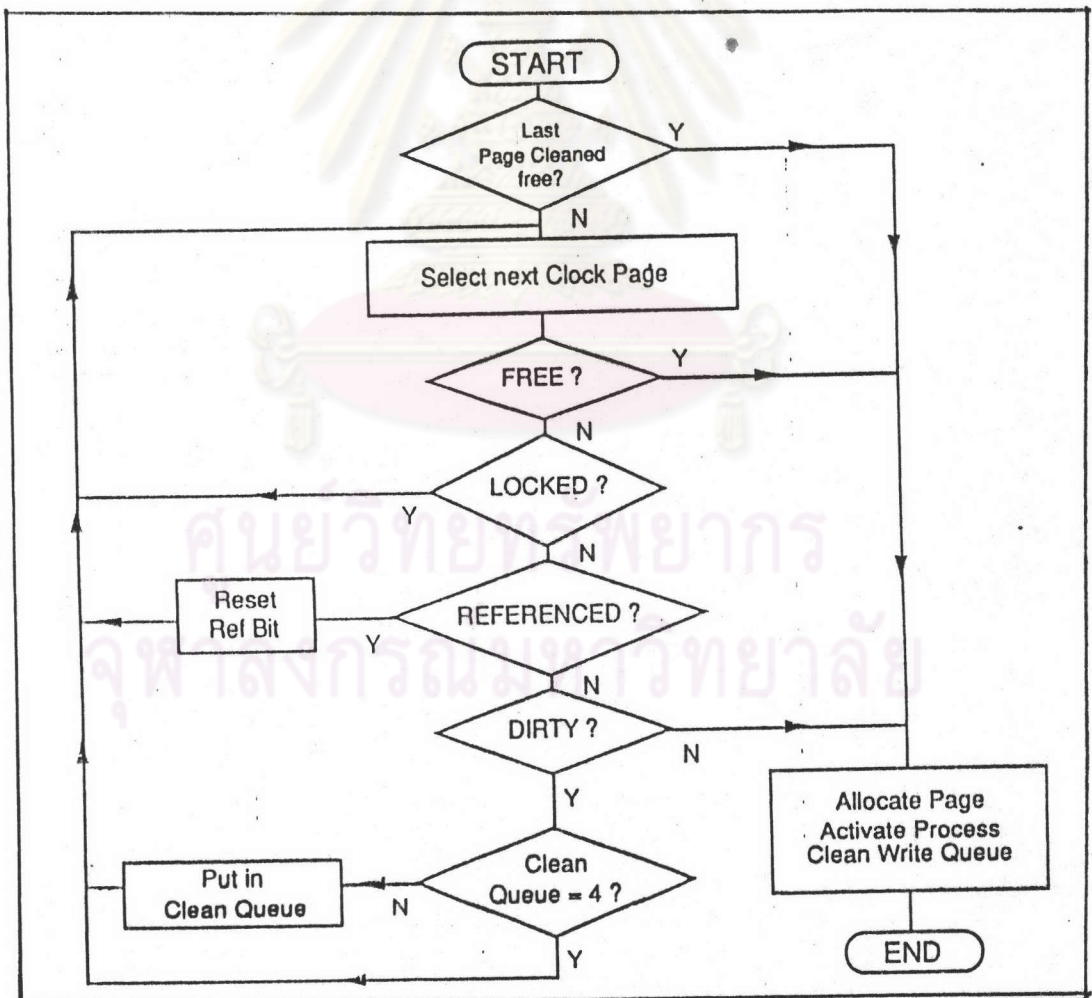 START
Last
Page Cleaned
free?
Y
N
Select next Clock Page
FREE ?
Y
N
LOCKED ?
Y
N
ศูนย์วิทยทรัพยากร
Reset
Ref Bit
REFERENCED ?
Y
N
จุฬาลงกรณ์มหาวิทยาลัย
DIRTY ?
N
Y
Allocate Page
Activate Process
Clean Write Queue
Put in
Clean Queue
N
Clean
Queue = 4 ?
Y
END